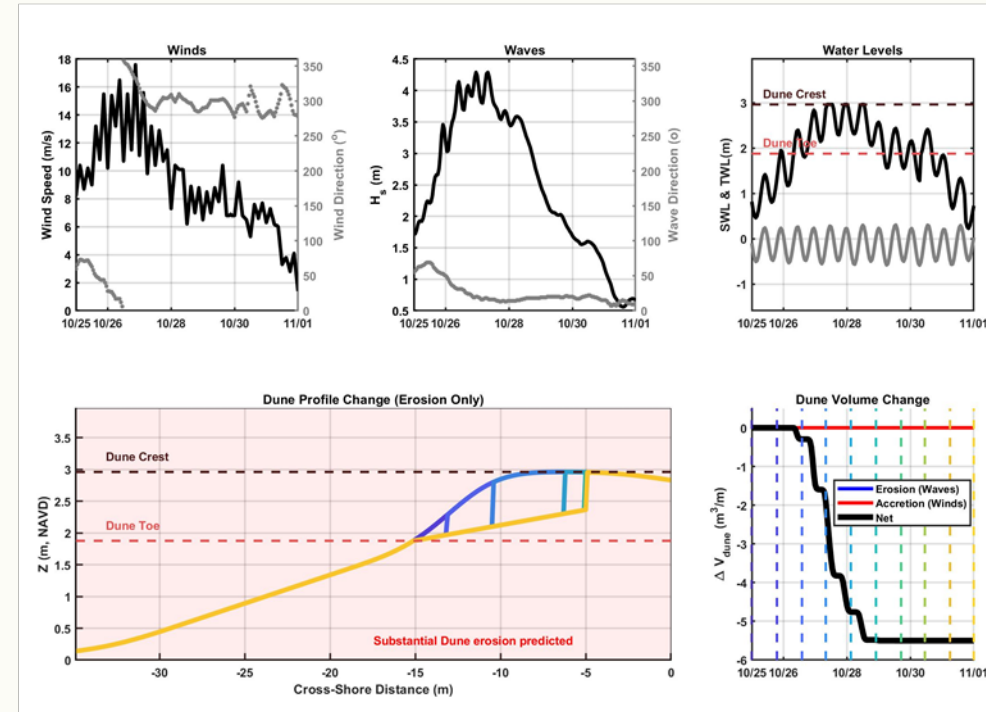 Winds
18
16
14
12
10
8
6
4
2
0
350
300
250
200
150
100
50
0
Wind Speed (m/s)
Wind Direction (°)
10/25 10/26 10/28 10/30 11/01
Waves
4.5
4
3.5
3
2.5
2
1.5
1
0.5
350
300
250
200
150
100
50
0
H_s (m)
Wave Direction (o)
10/25 10/26 10/28 10/30 11/01
Water Levels
Dune Crest
Dune Toe
3
2
1
0
-1
SWL & TWL(m)
10/25 10/26 10/28 10/30 11/01
Dune Profile Change (Erosion Only)
Dune Crest
Dune Toe
3.5
3
2.5
2
1.5
1
0.5
0
Z (m, NAVD)
Substantial Dune erosion predicted
-30 -25 -20 -15 -10 -5 0
Cross-Shore Distance (m)
Dune Volume Change
0
-1
-2
-3
-4
-5
-6
Δ V_dune (m³/m)
Erosion (Waves)
Accretion (Winds)
Net
10/25 10/26 10/28 10/30 11/01